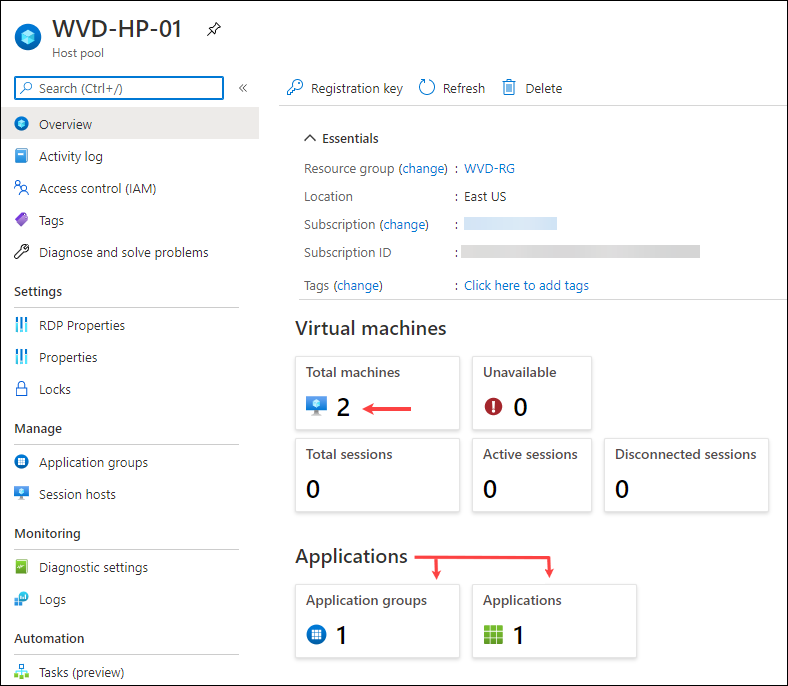 WVD-HP-01
Host pool
Search (Ctrl+/)
«
Overview
Activity log
Access control (IAM)
Tags
Diagnose and solve problems
Settings
RDP Properties
Properties
Locks
Manage
Application groups
Session hosts
Monitoring
Diagnostic settings
Logs
Automation
Tasks (preview)
Registration key Refresh Delete
Essentials
Resource group (change) : WVD-RG
Location : East US
Subscription (change) :
Subscription ID :
Tags (change) : Click here to add tags
Virtual machines
Total machines
2
Unavailable
0
Total sessions
0
Active sessions
0
Disconnected sessions
0
Applications
Application groups
1
Applications
1